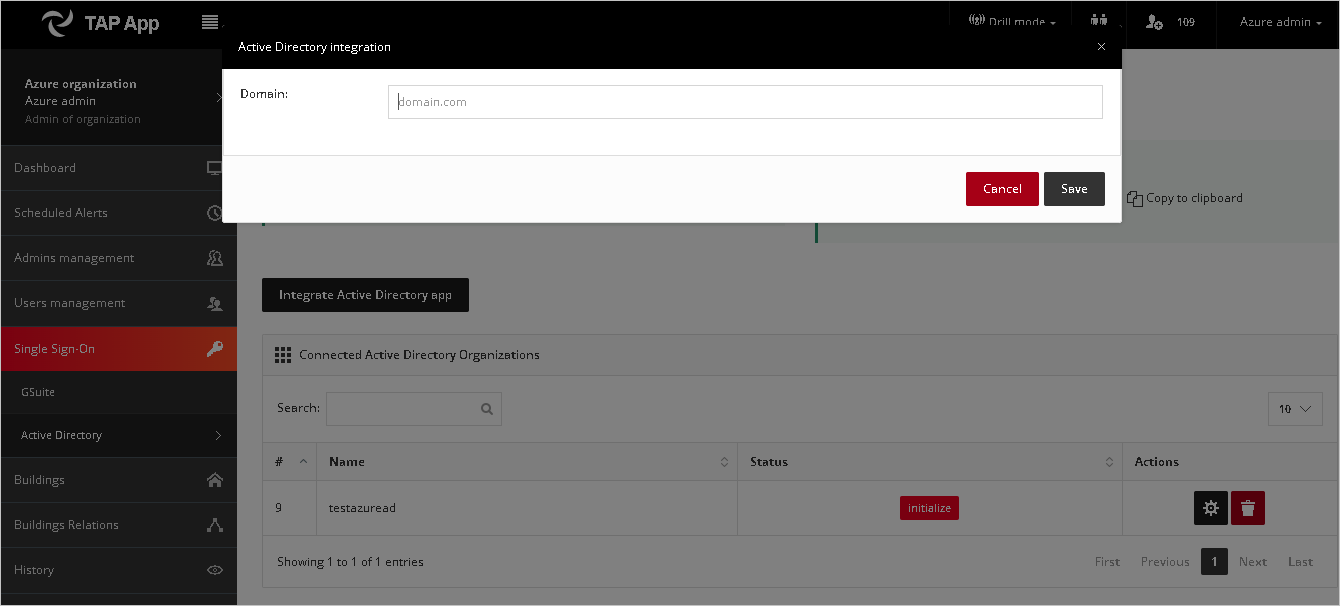 TAP App
Drill mode
109
Azure admin
Active Directory integration
Domain:
domain.com
Cancel
Save
Azure organization
Azure admin
Admin of organization
Dashboard
Scheduled Alerts
Admins management
Users management
Single Sign-On
GSuite
Active Directory
Buildings
Buildings Relations
History
Copy to clipboard
Integrate Active Directory app
Connected Active Directory Organizations
Search:
10
# Name Status Actions
9 testazuread initialize
Showing 1 to 1 of 1 entries
First Previous 1 Next Last